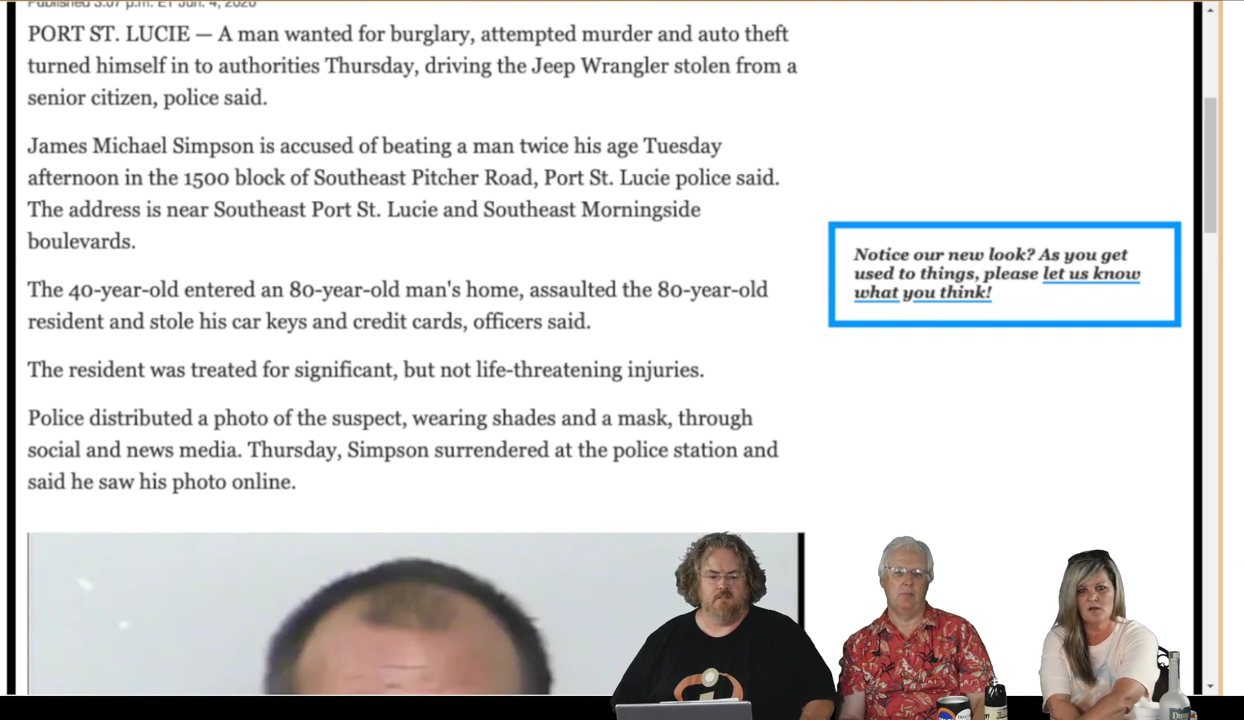 Published 3:07 p.m. ET Jun. 4, 2020
PORT ST. LUCIE — A man wanted for burglary, attempted murder and auto theft
turned himself in to authorities Thursday, driving the Jeep Wrangler stolen from a
senior citizen, police said.
James Michael Simpson is accused of beating a man twice his age Tuesday
afternoon in the 1500 block of Southeast Pitcher Road, Port St. Lucie police said.
The address is near Southeast Port St. Lucie and Southeast Morningside
boulevards.
The 40-year-old entered an 80-year-old man's home, assaulted the 80-year-old
resident and stole his car keys and credit cards, officers said.
The resident was treated for significant, but not life-threatening injuries.
Police distributed a photo of the suspect, wearing shades and a mask, through
social and news media. Thursday, Simpson surrendered at the police station and
said he saw his photo online.
Notice our new look? As you get
used to things, please let us know
what you think!